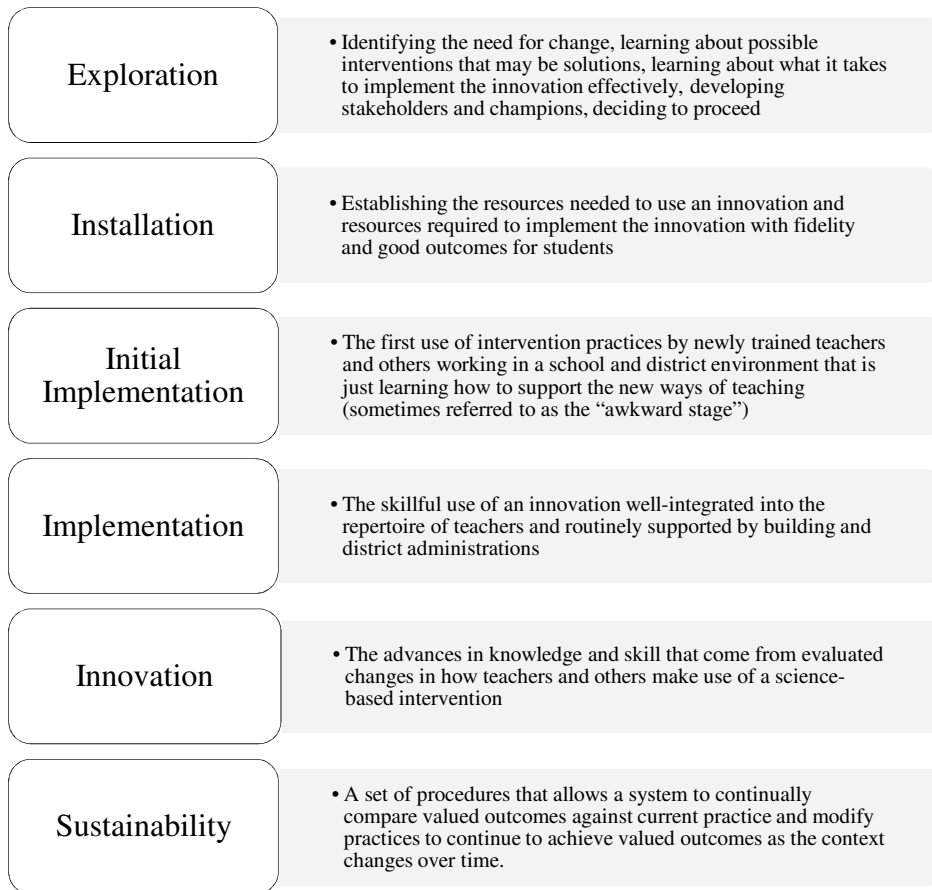 Exploration
• Identifying the need for change, learning about possible
interventions that may be solutions, learning about what it takes
to implement the innovation effectively, developing
stakeholders and champions, deciding to proceed
Installation
• Establishing the resources needed to use an innovation and
resources required to implement the innovation with fidelity
and good outcomes for students
Initial
Implementation
• The first use of intervention practices by newly trained teachers
and others working in a school and district environment that is
just learning how to support the new ways of teaching
(sometimes referred to as the “awkward stage”)
Implementation
• The skillful use of an innovation well-integrated into the
repertoire of teachers and routinely supported by building and
district administrations
Innovation
• The advances in knowledge and skill that come from evaluated
changes in how teachers and others make use of a science-
based intervention
Sustainability
• A set of procedures that allows a system to continually
compare valued outcomes against current practice and modify
practices to continue to achieve valued outcomes as the context
changes over time.